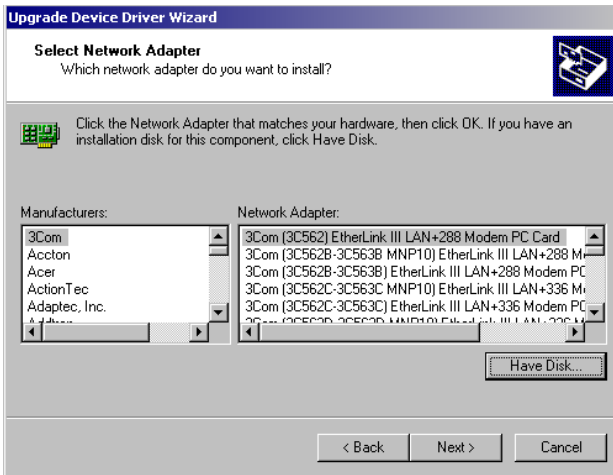 Upgrade Device Driver Wizard
Select Network Adapter
Which network adapter do you want to install?
Click the Network Adapter that matches your hardware, then click OK. If you have an
installation disk for this component, click Have Disk.
Manufacturers:
3Com
Accton
Acer
ActionTec
Adaptec, Inc.
Network Adapter:
3Com (3C562) EtherLink III LAN+288 Modem PC Card
3Com (3C562B-3C563B MNP10) EtherLink III LAN+288
3Com (3C562B-3C563B) EtherLink III LAN+288 Modem PC
3Com (3C562C-3C563C MNP10) EtherLink III LAN+336
3Com (3C562C-3C563C) EtherLink III LAN+336 Modem PC
Have Disk...
< Back
Next >
Cancel